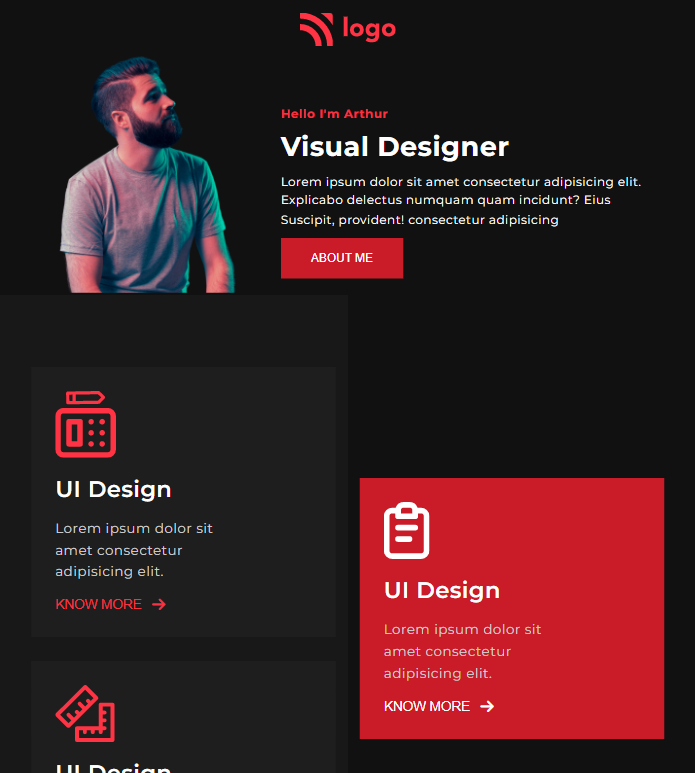 logo
Hello I'm Arthur
Visual Designer
Lorem ipsum dolor sit amet consectetur adipisicing elit.
Explicabo delectus numquam quam incidunt? Eius
Suscipit, provident! consectetur adipisicing
ABOUT ME
UI Design
Lorem ipsum dolor sit
amet consectetur
adipisicing elit.
KNOW MORE
UI Design
Lorem ipsum dolor sit
amet consectetur
adipisicing elit.
KNOW MORE
UI Design